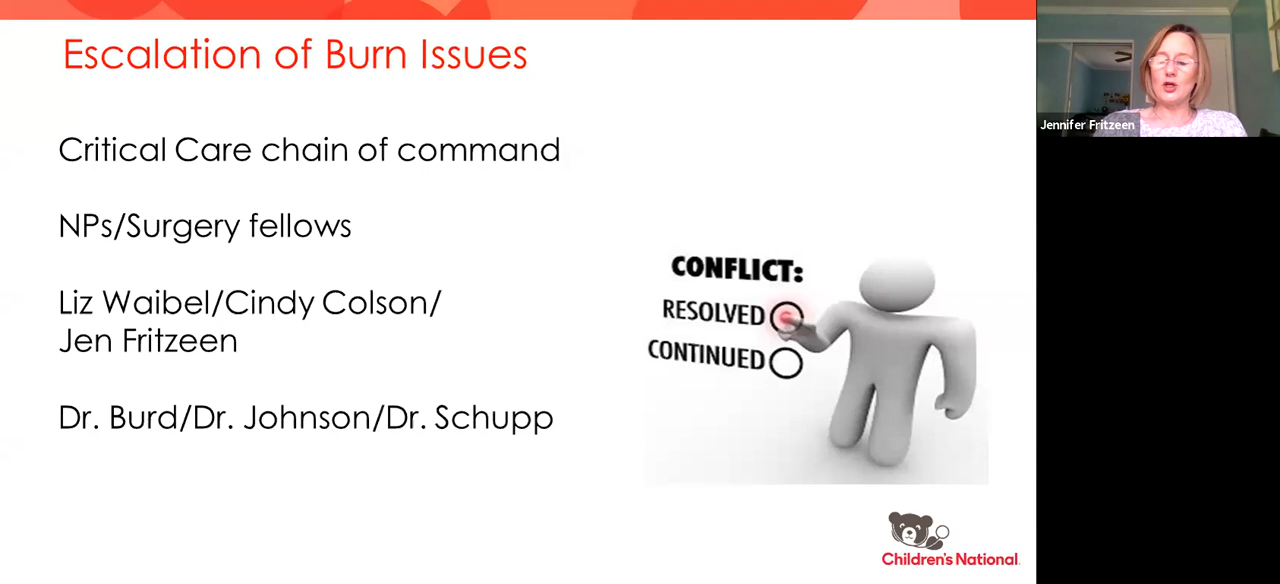 Escalation of Burn Issues
Critical Care chain of command
NPs/Surgery fellows
Liz Waibel/Cindy Colson/
Jen Fritzeen
Dr. Burd/Dr. Johnson/Dr. Schupp
CONFLICT:
RESOLVED
CONTINUED
Children's National
Jennifer Fritzeen